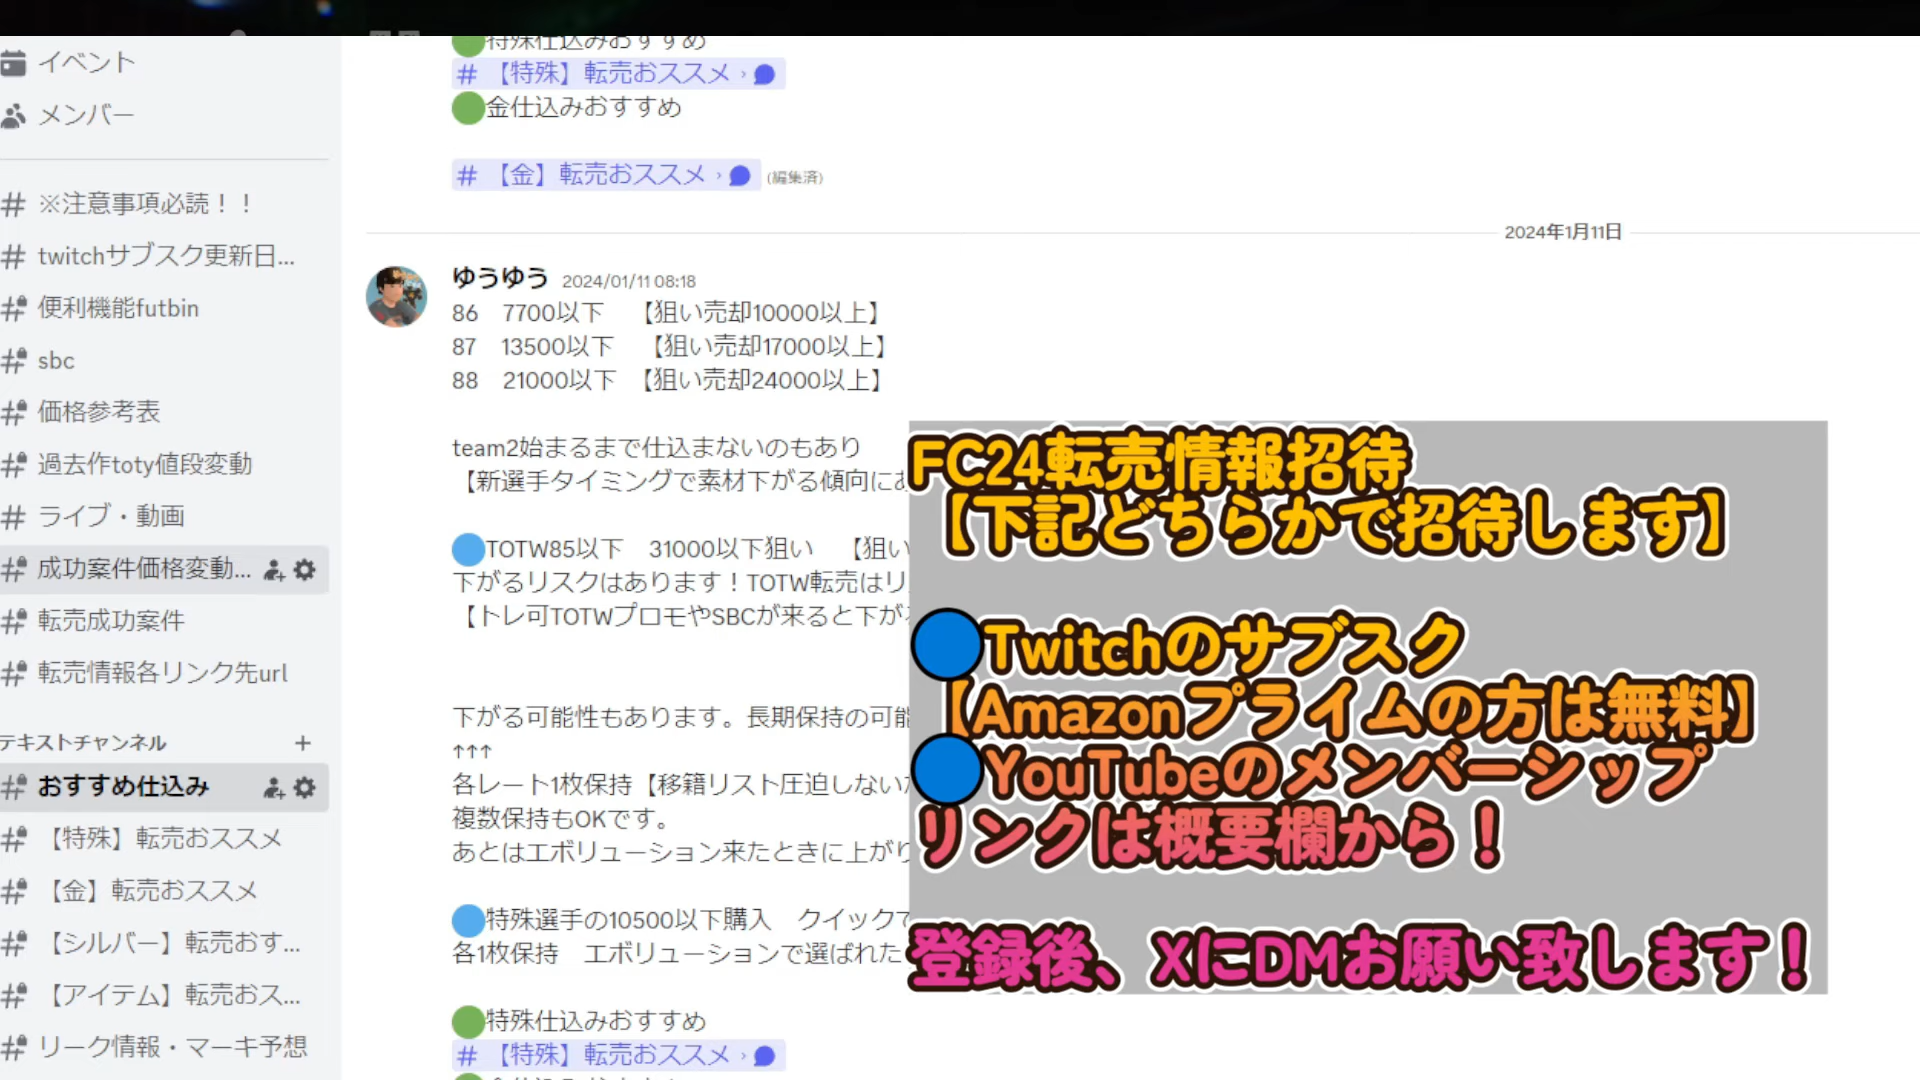 イベント
メンバー
# ※注意事項必読！！
# twitchサブスク更新日...
# 便利機能futbin
# sbc
# 価格参考表
# 過去作toty値段変動
# ライブ・動画
# 成功案件価格変動...
# 転売成功案件
# 転売情報各リンク先url
テキストチャンネル +
# おすすめ仕込み
# 【特殊】転売おススメ
# 【金】転売おススメ
# 【シルバー】転売おす...
# 【アイテム】転売おス...
# リーク情報・マーキ予想
特殊仕込みおすすめ
# 【特殊】転売おススメ ›
金仕込みおすすめ
# 【金】転売おススメ › (編集済)
2024年1月11日
ゆうゆう 2024/01/11 08:18
86 7700以下 【狙い売却10000以上】
87 13500以下 【狙い売却17000以上】
88 21000以下 【狙い売却24000以上】
team2始まるまで仕込まないのもあり
【新選手タイミングで素材下がる傾向に
TOTW85以下 31000以下狙い 【狙い
下がるリスクはあります！TOTW転売はリ
【トレ可TOTWプロモやSBCが来ると下が
下がる可能性もあります。長期保持の可能
↑↑↑
各レート1枚保持【移籍リスト圧迫しない
複数保持もOKです。
あとはエボリューション来たときに上がり
特殊選手の10500以下購入 クイックで
各1枚保持 エボリューションで選ばれた
特殊仕込みおすすめ
# 【特殊】転売おススメ ›
FC24転売情報招待
【下記どちらかで招待します】
Twitchのサブスク
【Amazonプライムの方は無料】
YouTubeのメンバーシップ
リンクは概要欄から！
登録後、XにDMお願い致します！